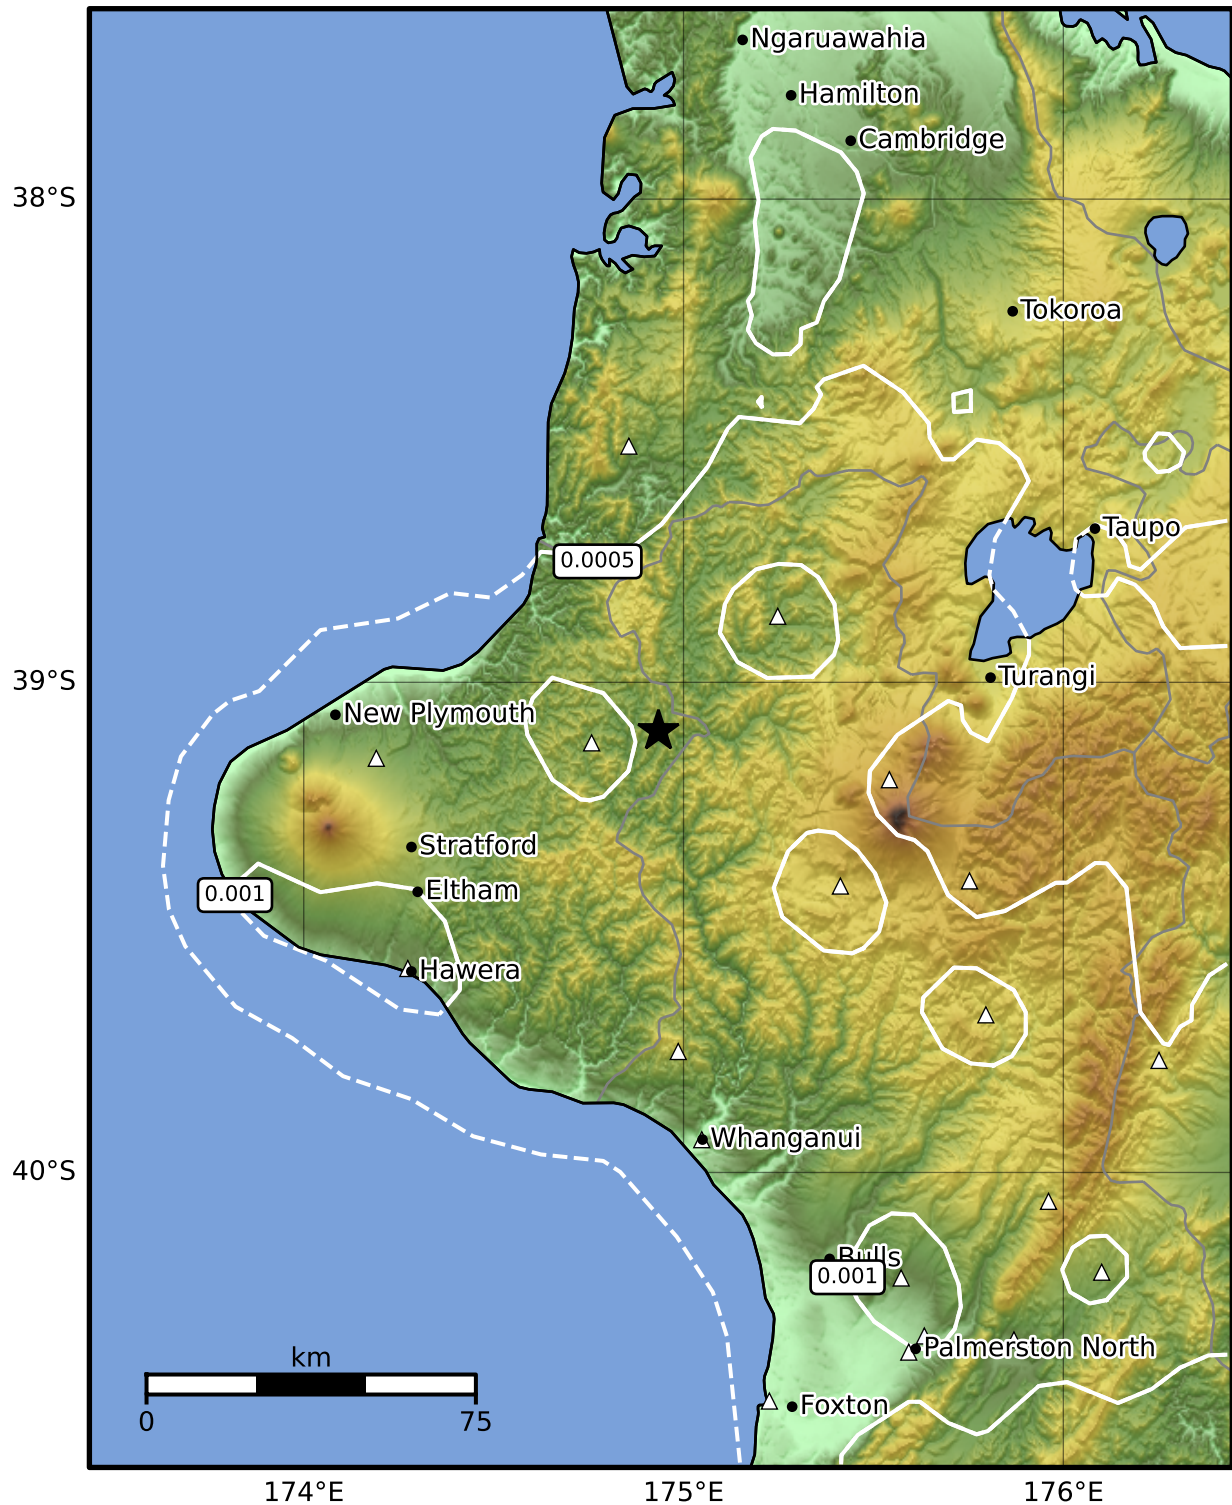 Ngaruawahia
Hamilton
Cambridge
38°S
Tokoroa
Taupo
0.0005
39°S
Turangi
New Plymouth
Stratford
Eltham
0.001
Hawera
Whanganui
40°S
Bulls
0.001
Palmerston North
km
Foxton
0
75
174°E
175°E
176°E